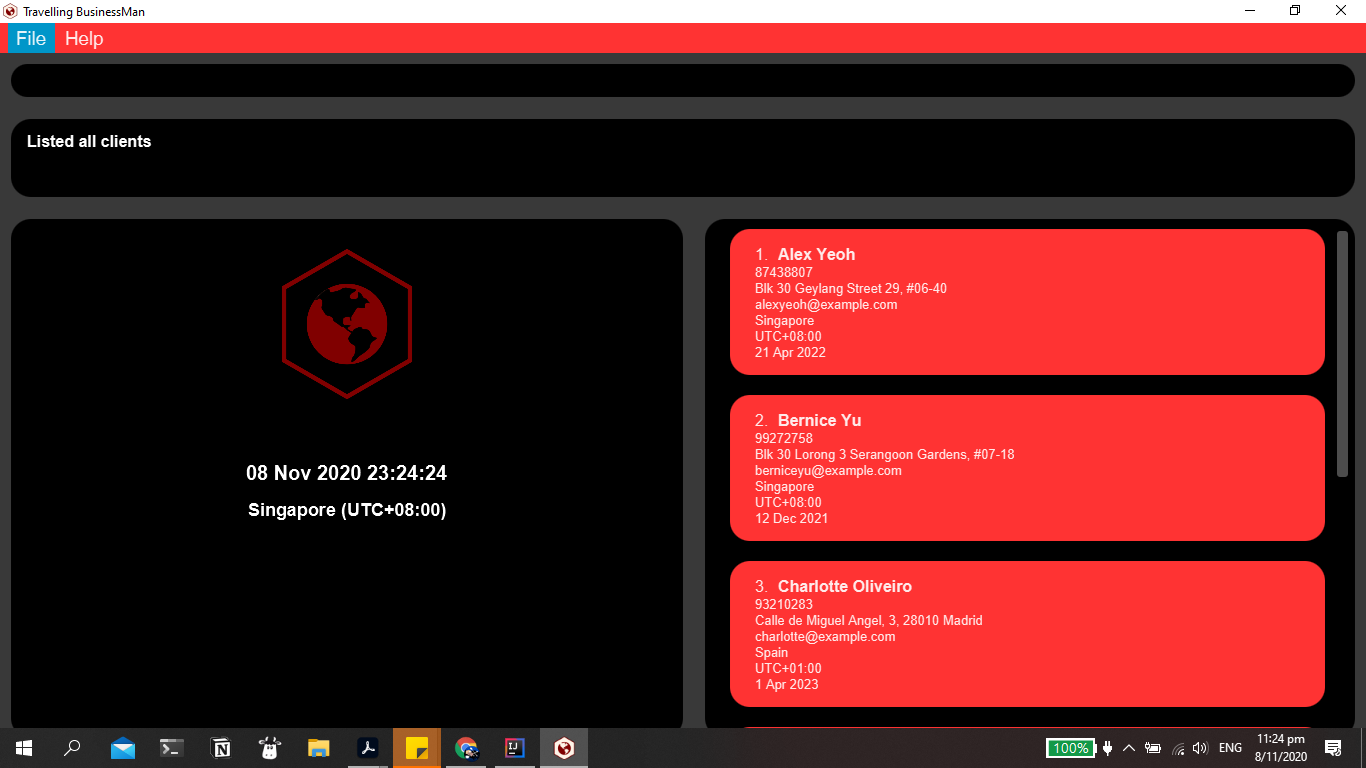 Travelling BusinessMan
File Help
Listed all clients
08 Nov 2020 23:24:24
Singapore (UTC+08:00)
1. Alex Yeoh
87438807
Blk 30 Geylang Street 29, #06-40
alexyeoh@example.com
Singapore
UTC+08:00
21 Apr 2022
2. Bernice Yu
99272758
Blk 30 Lorong 3 Serangoon Gardens, #07-18
berniceyu@example.com
Singapore
UTC+08:00
12 Dec 2021
3. Charlotte Oliveiro
93210283
Calle de Miguel Angel, 3, 28010 Madrid
charlotte@example.com
Spain
UTC+01:00
1 Apr 2023
100% ENG 11:24 pm
8/11/2020